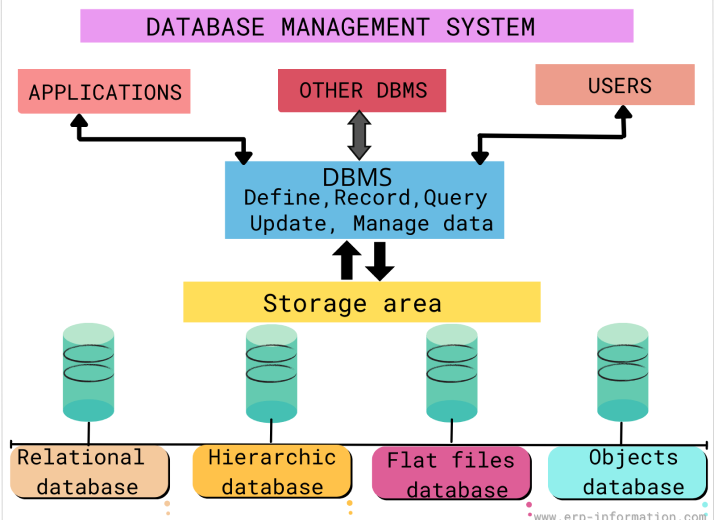 DATABASE MANAGEMENT SYSTEM
APPLICATIONS
OTHER DBMS
USERS
DBMS
Define,Record,Query
Update, Manage data
Storage area
Relational
database
Hierarchic
database
Flat files
database
Objects
database
www.erp-information.com